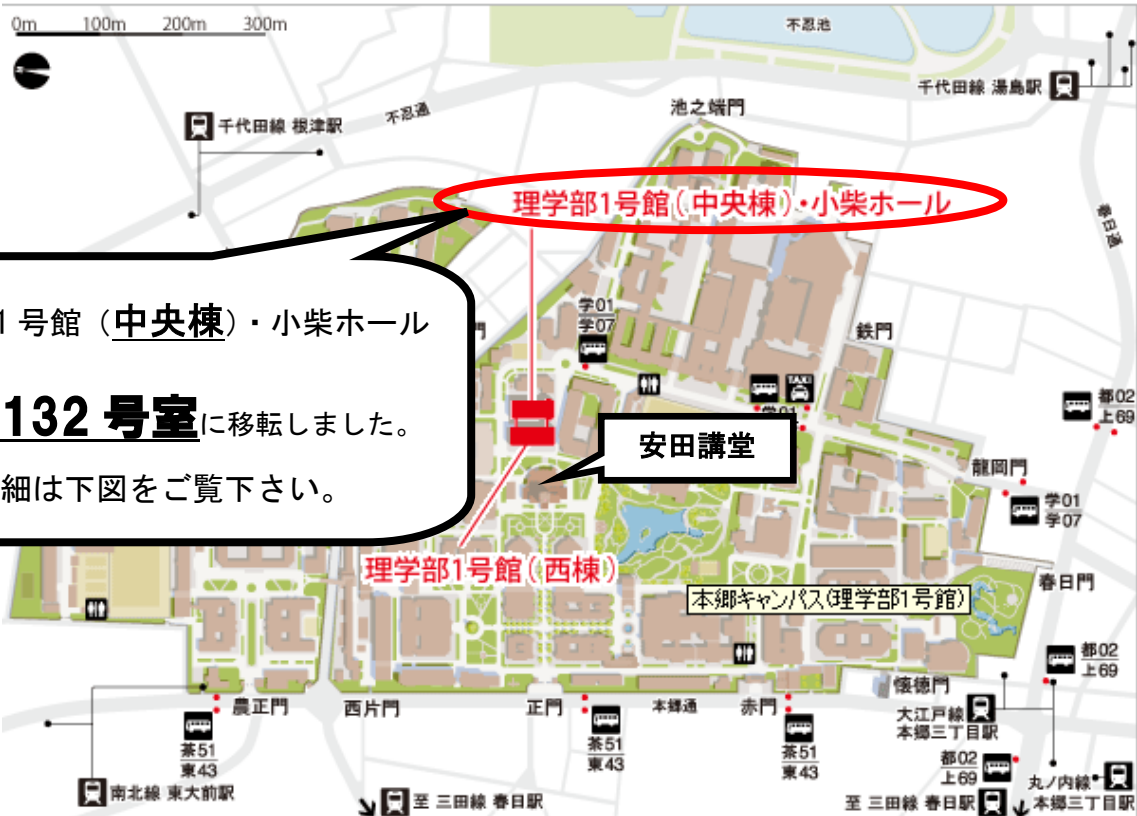 0m 100m 200m 300m
不忍池
千代田線 湯島駅
千代田線 根津駅
不忍通
池之端門
理学部1号館(中央棟)・小柴ホール
春日通
1号館（中央棟）・小柴ホール
132 号室に移転しました。
細は下図をご覧下さい。
門
学01
学07
鉄門
TAXI
学01
都02
上69
安田講堂
龍岡門
学01
学07
理学部1号館(西棟)
本郷キャンパス(理学部1号館)
春日門
都02
上69
懐徳門
大江戸線
本郷三丁目駅
農正門
西片門
正門
本郷通
赤門
茶51
東43
茶51
東43
茶51
東43
都02
上69
丸ノ内線
本郷三丁目駅
南北線 東大前駅
至 三田線 春日駅
至 三田線 春日駅